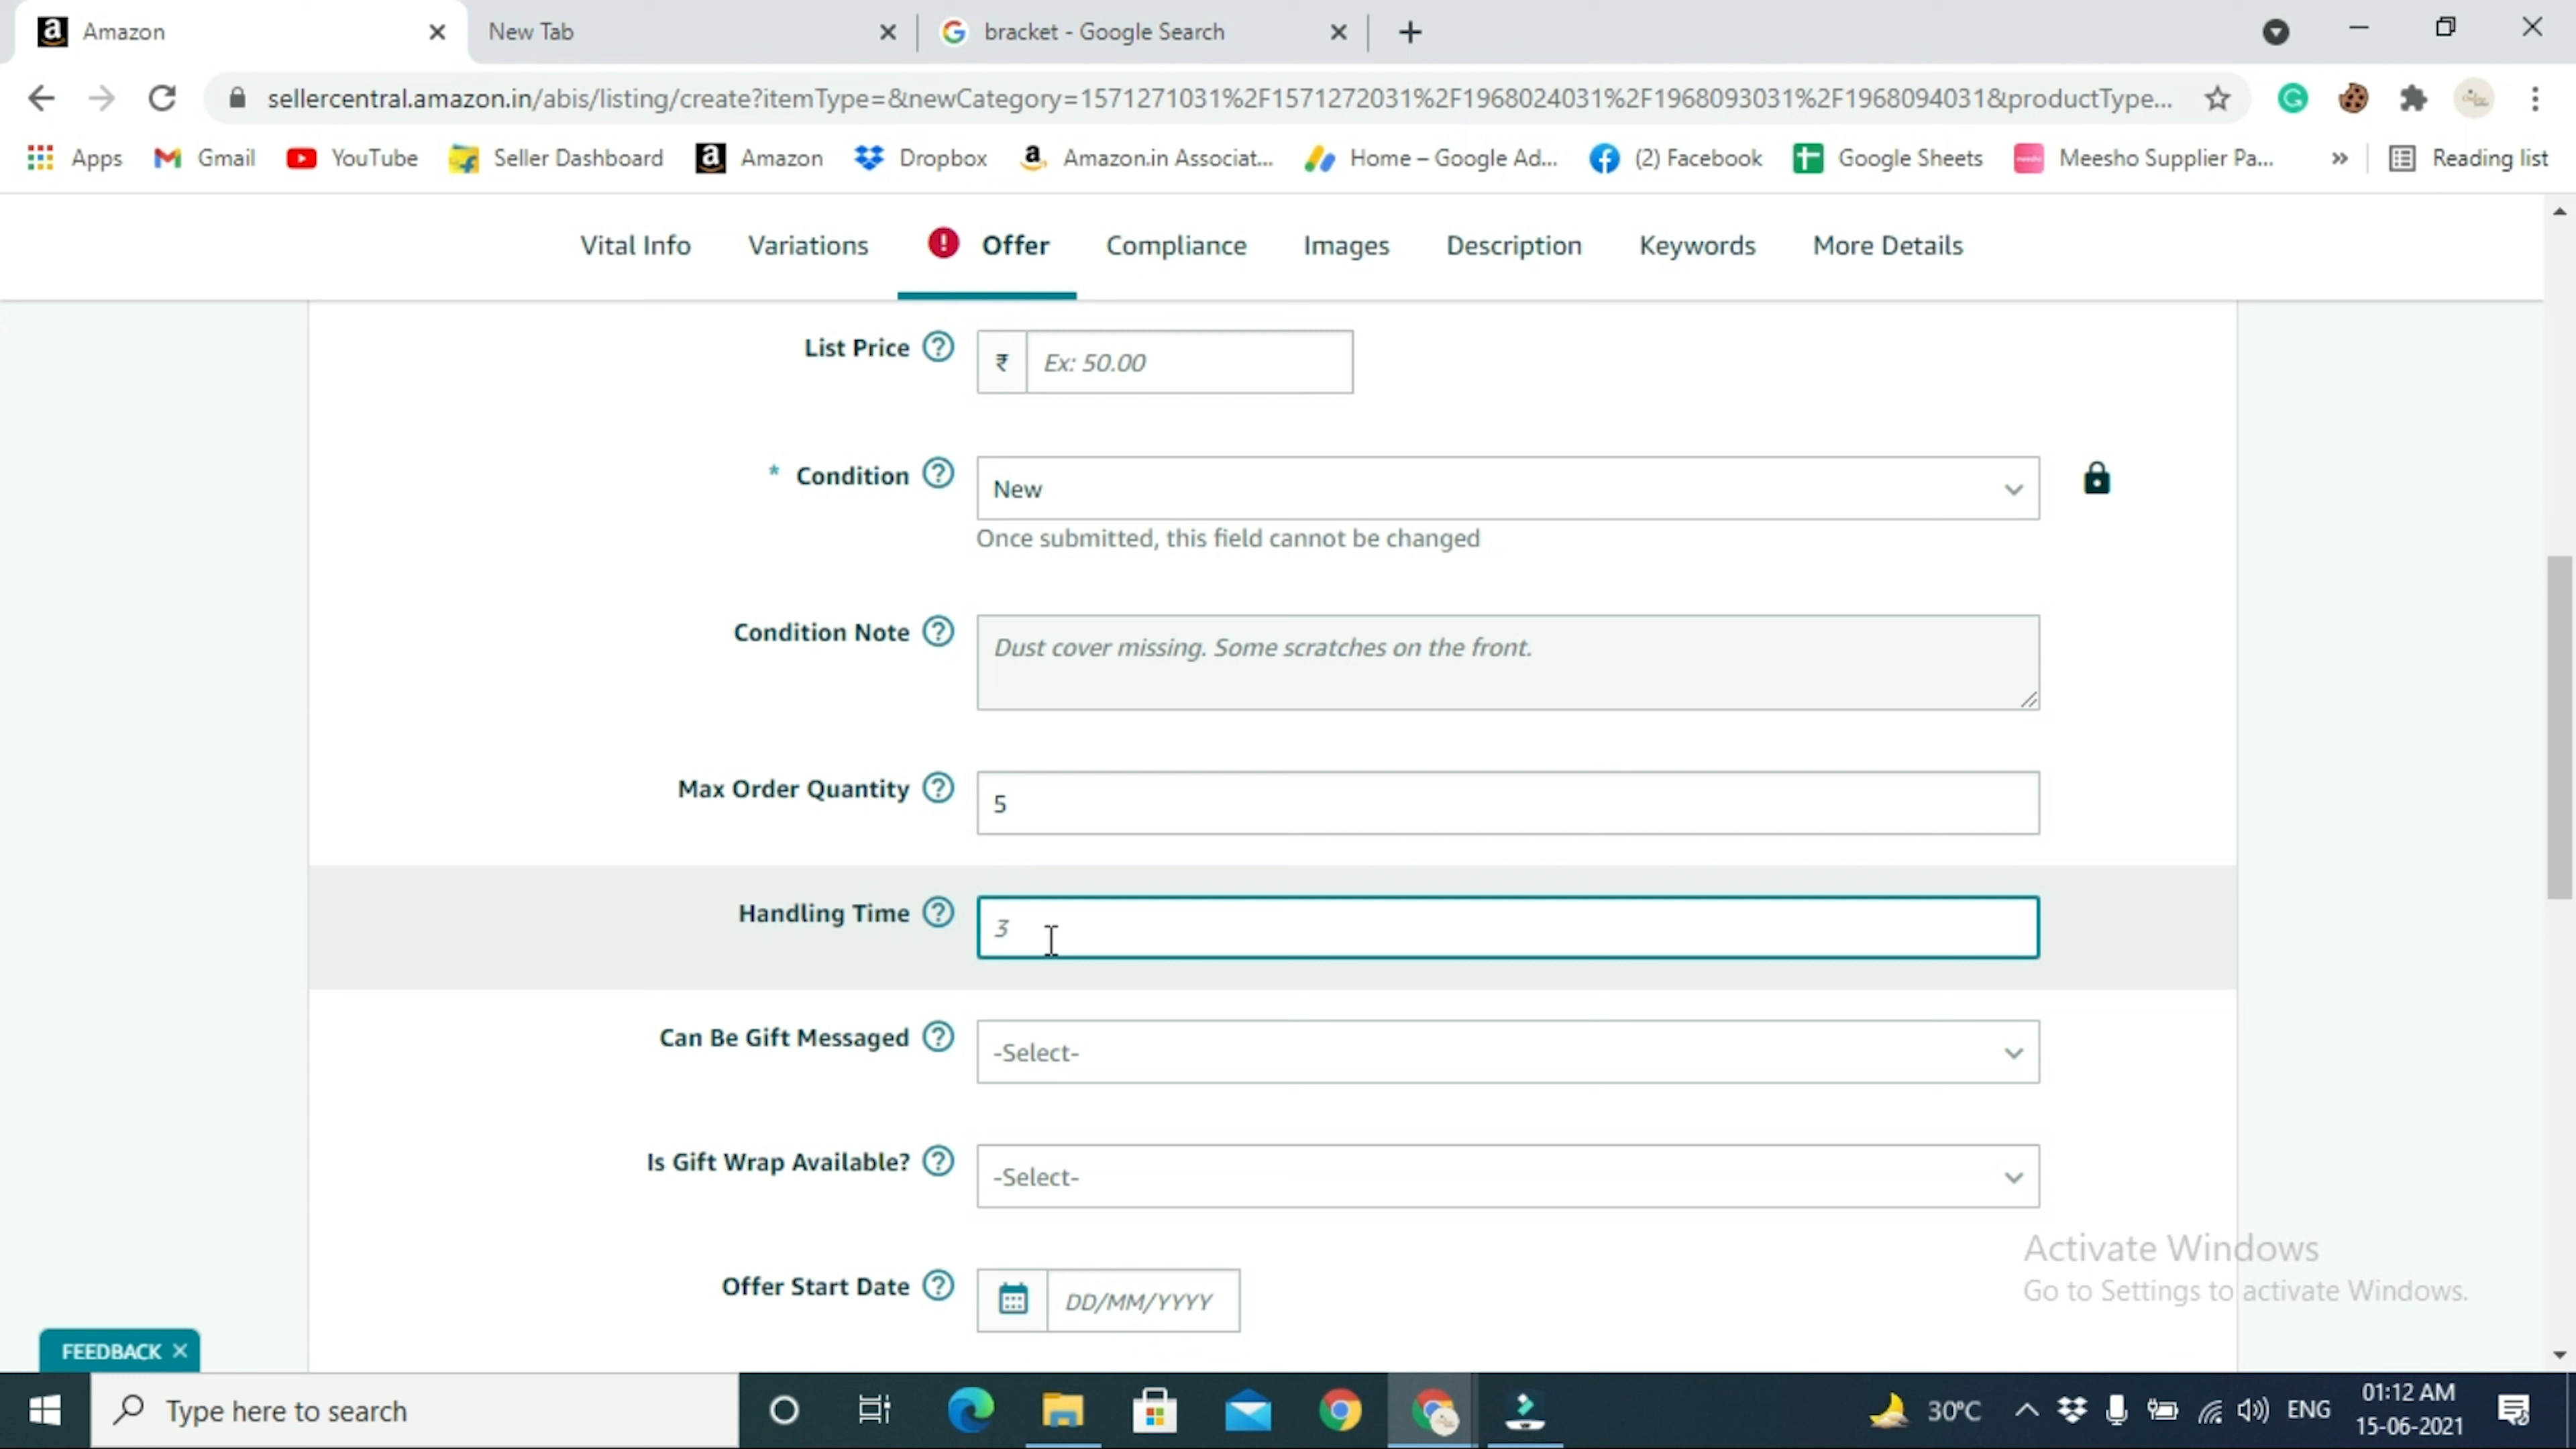 Amazon
New Tab
bracket - Google Search
sellercentral.amazon.in/abis/listing/create?itemType=&newCategory=1571271031%2F1571272031%2F1968024031%2F1968093031%2F1968094031&productType...
Apps
Gmail
YouTube
Seller Dashboard
Amazon
Dropbox
Amazon.in Associat...
Home – Google Ad...
(2) Facebook
Google Sheets
Meesho Supplier Pa...
»
Reading list
Vital Info
Variations
Offer
Compliance
Images
Description
Keywords
More Details
List Price
₹ Ex: 50.00
* Condition
New
Once submitted, this field cannot be changed
Condition Note
Dust cover missing. Some scratches on the front.
Max Order Quantity
5
Handling Time
3
Can Be Gift Messaged
-Select-
Is Gift Wrap Available?
-Select-
Offer Start Date
DD/MM/YYYY
Activate Windows
Go to Settings to activate Windows.
FEEDBACK
Type here to search
30°C
ENG
01:12 AM
15-06-2021